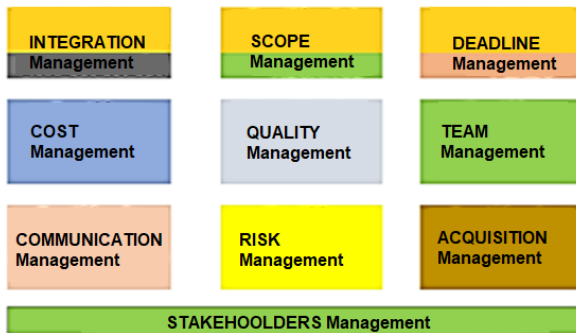 INTEGRATION
Management
SCOPE
Management
DEADLINE
Management
COST
Management
QUALITY
Management
TEAM
Management
COMMUNICATION
Management
RISK
Management
ACQUISITION
Management
STAKEHOOLDERS Management